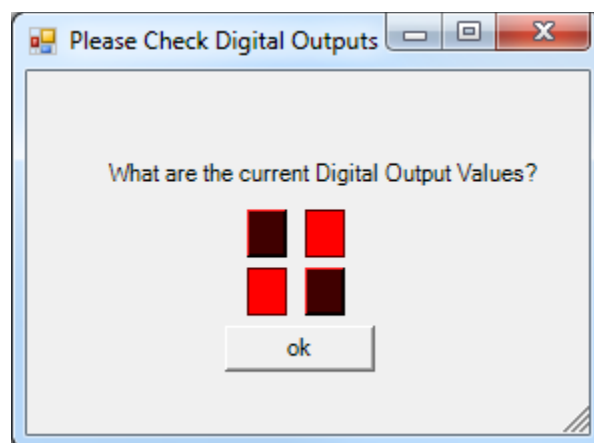 Please Check Digital Outputs
What are the current Digital Output Values?
ok